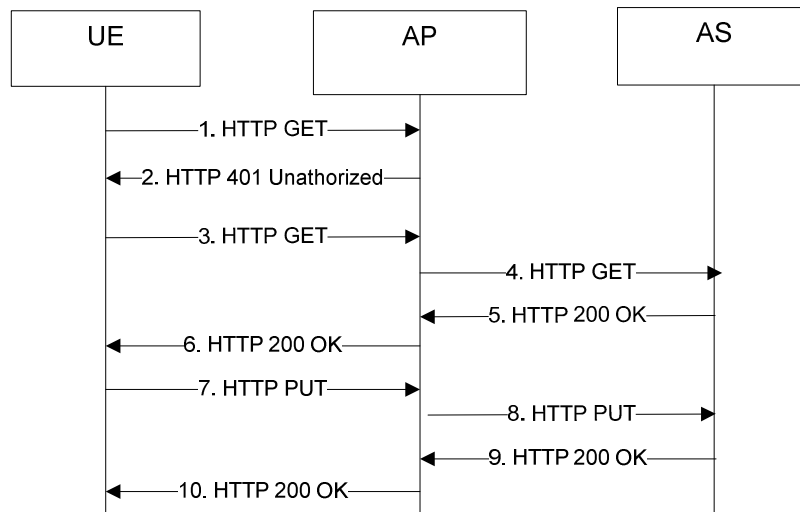 UE
AP
AS
1. HTTP GET
2. HTTP 401 Unathorized
3. HTTP GET
4. HTTP GET
5. HTTP 200 OK
6. HTTP 200 OK
7. HTTP PUT
8. HTTP PUT
9. HTTP 200 OK
10. HTTP 200 OK